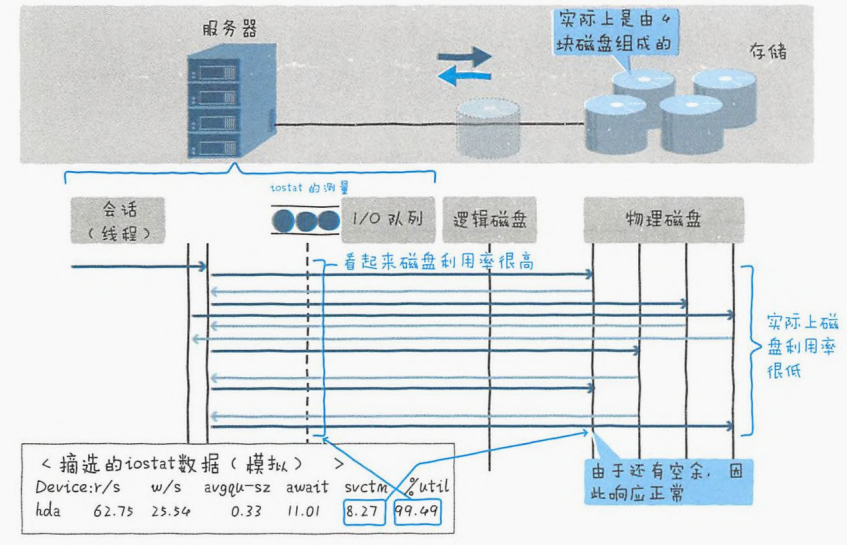 服务器
实际上是由4
块磁盘组成的
存储
iostat 的测量
会话
（线程）
I/O 队列
逻辑磁盘
物理磁盘
看起来磁盘利用率很高
实际上磁
盘利用率
很低
< 摘选的iostat数据（模拟） >
Device:r/s w/s avgqu-sz await svctm %util
hda 62.75 25.54 0.33 11.01 8.27 99.49
由于还有空余，因
此响应正常